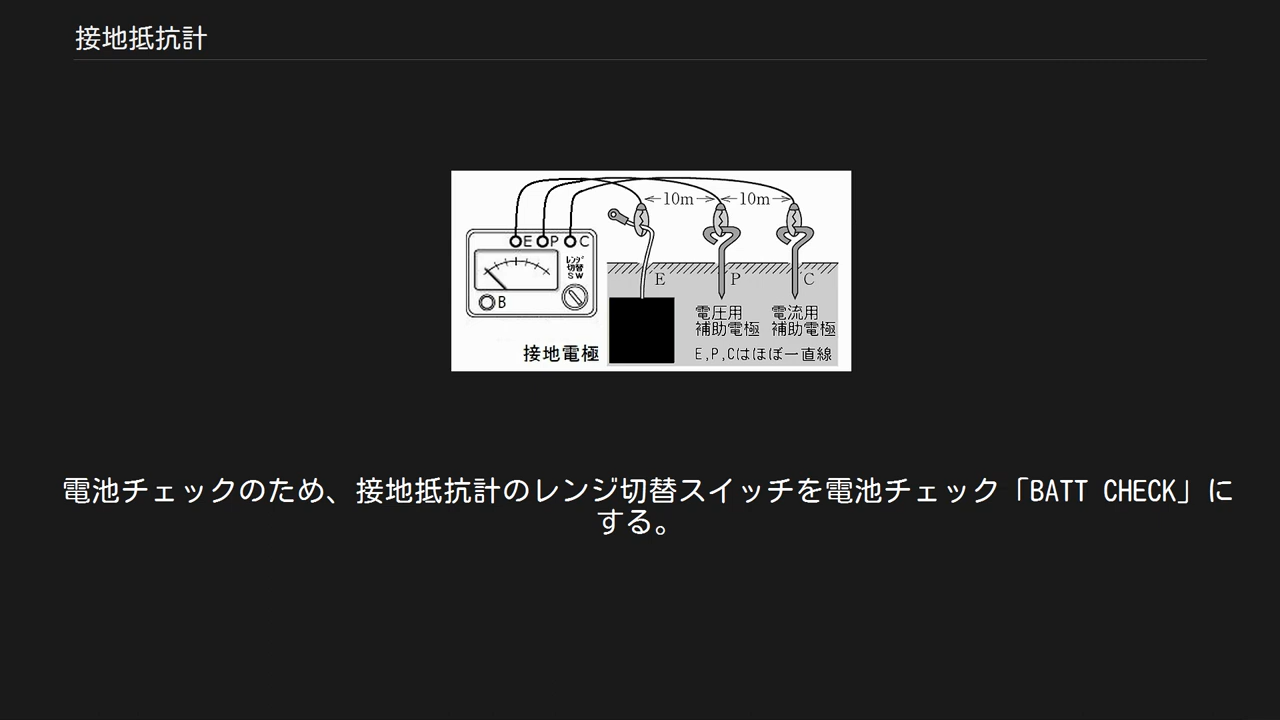 接地抵抗計
10m 10m
E P C
ﾚﾝｼﾞ
切替
SW
B
E P C
電圧用 電流用
補助電極 補助電極
接地電極
E,P,Cはほぼ一直線
電池チェックのため、接地抵抗計のレンジ切替スイッチを電池チェック「BATT CHECK」に
する。